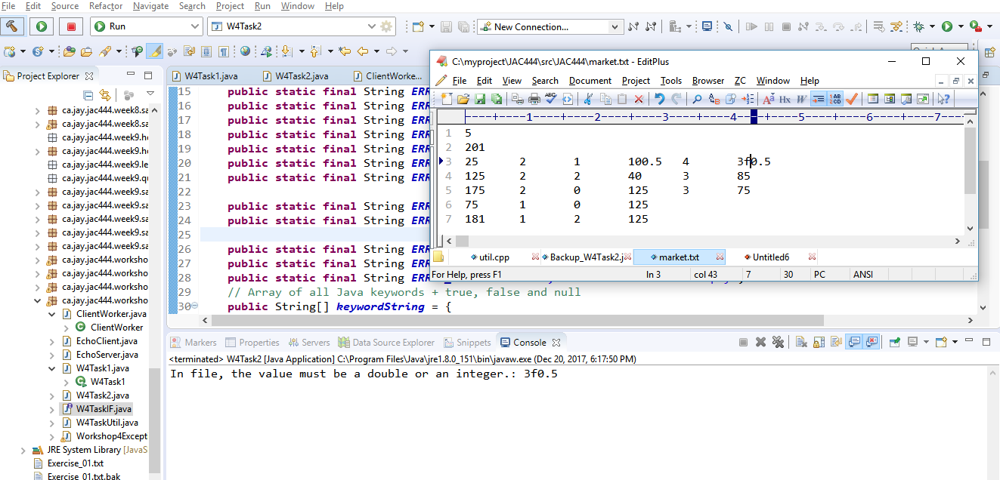 File Edit Source Refactor Navigate Search Project Run Window Help
Run W4Task2 New Connection...
C:\myproject\JAC444\src\JAC444\market.txt - EditPlus
File Edit View Search Document Project Tools Browser ZC Window Help
----+----1----+----2----+----3----+----4----+----5----+----6----+----7---
1 5
2 201
3 25 2 1 100.5 4 3f0.5
4 125 2 2 40 3 85
5 175 2 0 125 3 75
6 75 1 0 125
7 181 1 2 125
util.cpp Backup_W4Task2.j market.txt Untitled6
For Help, press F1 ln 3 col 43 7 30 PC ANSI
Project Explorer
ca.jay.jac444.week8.sa
ca.jay.jac444.week8.sa
ca.jay.jac444.week9.h
ca.jay.jac444.week9.h
ca.jay.jac444.week9.le
ca.jay.jac444.week9.q
ca.jay.jac444.week9.sa
ca.jay.jac444.week9.sa
ca.jay.jac444.week9.sa
ca.jay.jac444.week9.sa
ca.jay.jac444.week9.sa
ca.jay.jac444.worksho
ca.jay.jac444.worksho
ca.jay.jac444.worksho
ca.jay.jac444.worksho
ClientWorker.java
ClientWorker
EchoClient.java
EchoServer.java
W4Task1.java
W4Task1
W4Task2.java
W4TaskIF.java
W4TaskUtil.java
Workshop4Except
JRE System Library [JavaS
Exercise_01.txt
Exercise_01.txt.bak
W4Task1.java W4Task2.java ClientWorke...
15 public static final String ERR
16 public static final String ERR
17 public static final String ERR
18 public static final String ERR
19 public static final String ERR
20 public static final String ERR
21 public static final String ERR
22
23 public static final String ERR
24 public static final String ERR
25
26 public static final String ERR
27 public static final String ERR
28 public static final String ERR
29 // Array of all Java keywords + true, false and null
30 public String[] keywordString = {
Markers Properties Servers Data Source Explorer Snippets Console
<terminated> W4Task2 [Java Application] C:\Program Files\Java\jre1.8.0_151\bin\javaw.exe (Dec 20, 2017, 6:17:50 PM)
In file, the value must be a double or an integer.: 3f0.5